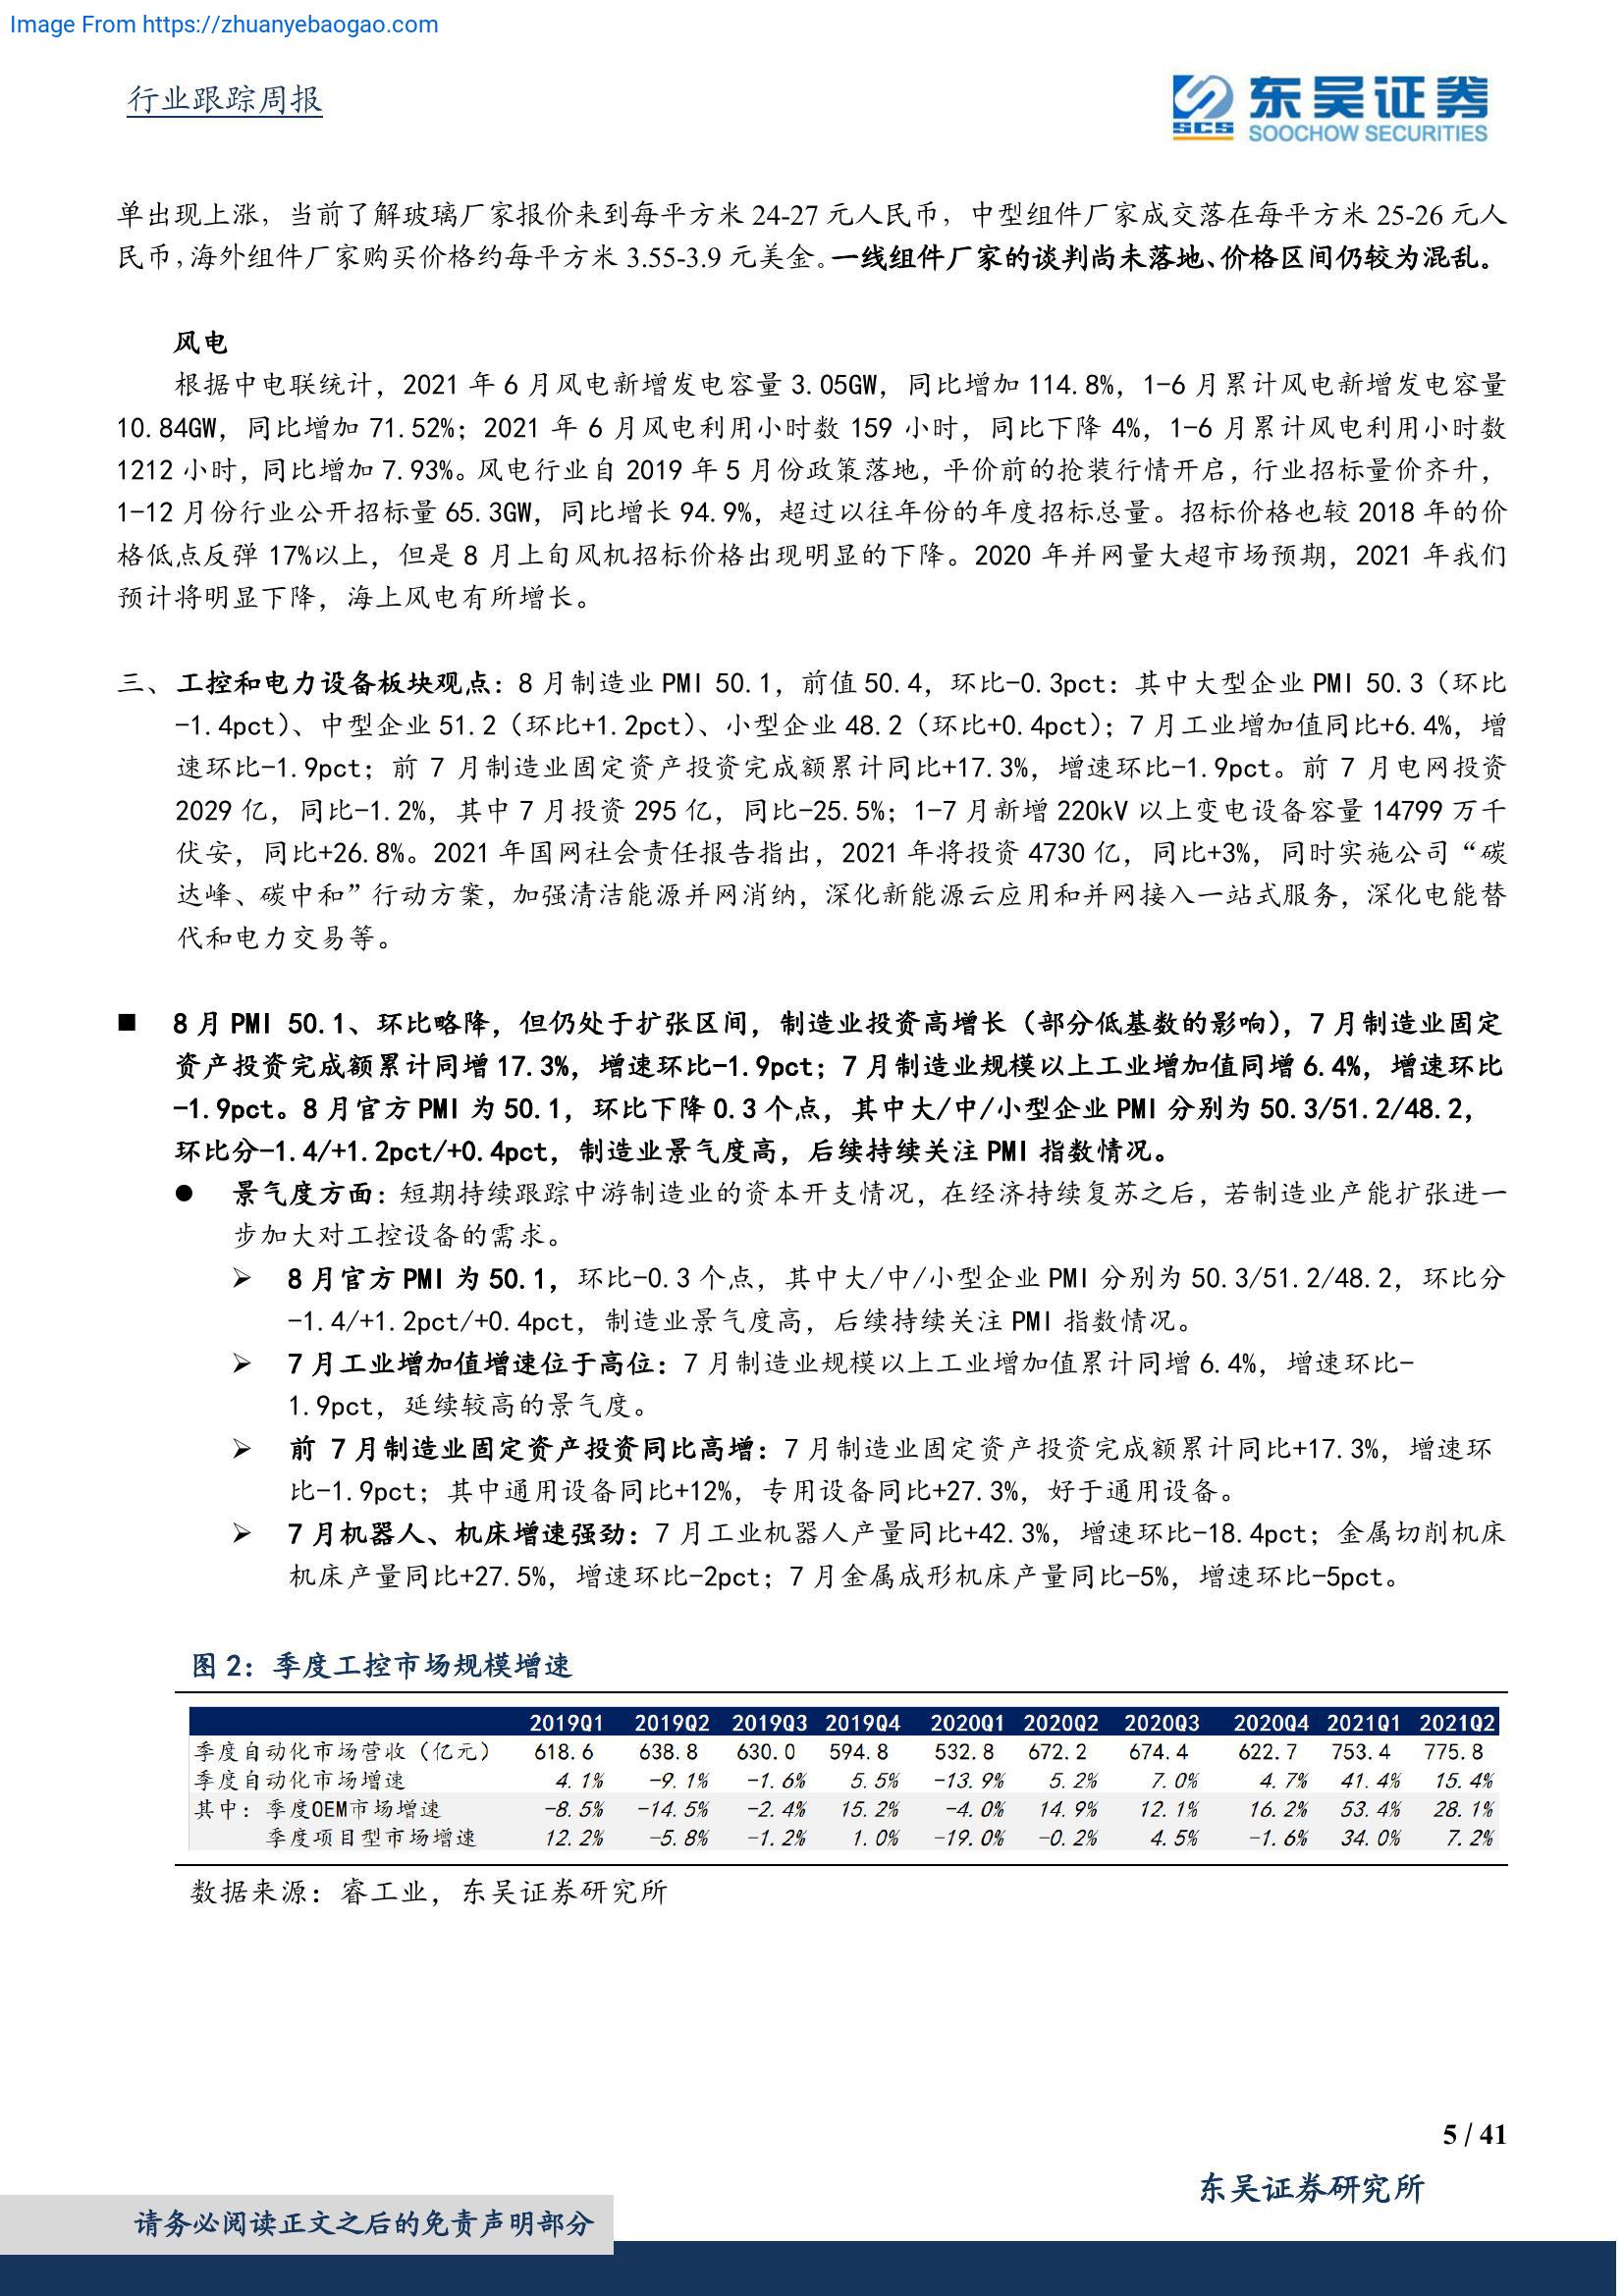 Image From https://zhuanyebaogao.com
行业跟踪周报
SCS
东吴证券
SOOCHOW SECURITIES
单出现上涨，当前了解玻璃厂家报价来到每平方米 24-27 元人民币，中型组件厂家成交落在每平方米 25-26 元人
民币，海外组件厂家购买价格约每平方米 3.55-3.9 元美金。一线组件厂家的谈判尚未落地、价格区间仍较为混乱。
风电
根据中电联统计，2021 年 6 月风电新增发电容量 3.05GW，同比增加 114.8%，1-6 月累计风电新增发电容量
10.84GW，同比增加 71.52%；2021 年 6 月风电利用小时数 159 小时，同比下降 4%，1-6 月累计风电利用小时数
1212 小时，同比增加 7.93%。风电行业自 2019 年 5 月份政策落地，平价前的抢装行情开启，行业招标量价齐升，
1-12 月份行业公开招标量 65.3GW，同比增长 94.9%，超过以往年份的年度招标总量。招标价格也较 2018 年的价
格低点反弹 17%以上，但是 8 月上旬风机招标价格出现明显的下降。2020 年并网量大超市场预期，2021 年我们
预计将明显下降，海上风电有所增长。
三、工控和电力设备板块观点：8 月制造业 PMI 50.1，前值 50.4，环比-0.3pct：其中大型企业 PMI 50.3（环比
-1.4pct）、中型企业 51.2（环比+1.2pct）、小型企业 48.2（环比+0.4pct）；7 月工业增加值同比+6.4%，增
速环比-1.9pct；前 7 月制造业固定资产投资完成额累计同比+17.3%，增速环比-1.9pct。前 7 月电网投资
2029 亿，同比-1.2%，其中 7 月投资 295 亿，同比-25.5%；1-7 月新增 220kV 以上变电设备容量 14799 万千
伏安，同比+26.8%。2021 年国网社会责任报告指出，2021 年将投资 4730 亿，同比+3%，同时实施公司“碳
达峰、碳中和”行动方案，加强清洁能源并网消纳，深化新能源云应用和并网接入一站式服务，深化电能替
代和电力交易等。
■ 8 月 PMI 50.1、环比略降，但仍处于扩张区间，制造业投资高增长（部分低基数的影响），7 月制造业固定
资产投资完成额累计同增 17.3%，增速环比-1.9pct；7 月制造业规模以上工业增加值同增 6.4%，增速环比
-1.9pct。8 月官方 PMI 为 50.1，环比下降 0.3 个点，其中大/中/小型企业 PMI 分别为 50.3/51.2/48.2，
环比分-1.4/+1.2pct/+0.4pct，制造业景气度高，后续持续关注 PMI 指数情况。
● 景气度方面：短期持续跟踪中游制造业的资本开支情况，在经济持续复苏之后，若制造业产能扩张进一
步加大对工控设备的需求。
➢ 8 月官方 PMI 为 50.1，环比-0.3 个点，其中大/中/小型企业 PMI 分别为 50.3/51.2/48.2，环比分
-1.4/+1.2pct/+0.4pct，制造业景气度高，后续持续关注 PMI 指数情况。
➢ 7 月工业增加值增速位于高位：7 月制造业规模以上工业增加值累计同增 6.4%，增速环比-
1.9pct，延续较高的景气度。
➢ 前 7 月制造业固定资产投资同比高增：7 月制造业固定资产投资完成额累计同比+17.3%，增速环
比-1.9pct；其中通用设备同比+12%，专用设备同比+27.3%，好于通用设备。
➢ 7 月机器人、机床增速强劲：7 月工业机器人产量同比+42.3%，增速环比-18.4pct；金属切削机床
机床产量同比+27.5%，增速环比-2pct；7 月金属成形机床产量同比-5%，增速环比-5pct。
图 2：季度工控市场规模增速
2019Q1 2019Q2 2019Q3 2019Q4 2020Q1 2020Q2 2020Q3 2020Q4 2021Q1 2021Q2
季度自动化市场营收（亿元） 618.6 638.8 630.0 594.8 532.8 672.2 674.4 622.7 753.4 775.8
季度自动化市场增速 4.1% -9.1% -1.6% 5.5% -13.9% 5.2% 7.0% 4.7% 41.4% 15.4%
其中：季度OEM市场增速 -8.5% -14.5% -2.4% 15.2% -4.0% 14.9% 12.1% 16.2% 53.4% 28.1%
季度项目型市场增速 12.2% -5.8% -1.2% 1.0% -19.0% -0.2% 4.5% -1.6% 34.0% 7.2%
数据来源：睿工业，东吴证券研究所
5 / 41
东吴证券研究所
请务必阅读正文之后的免责声明部分